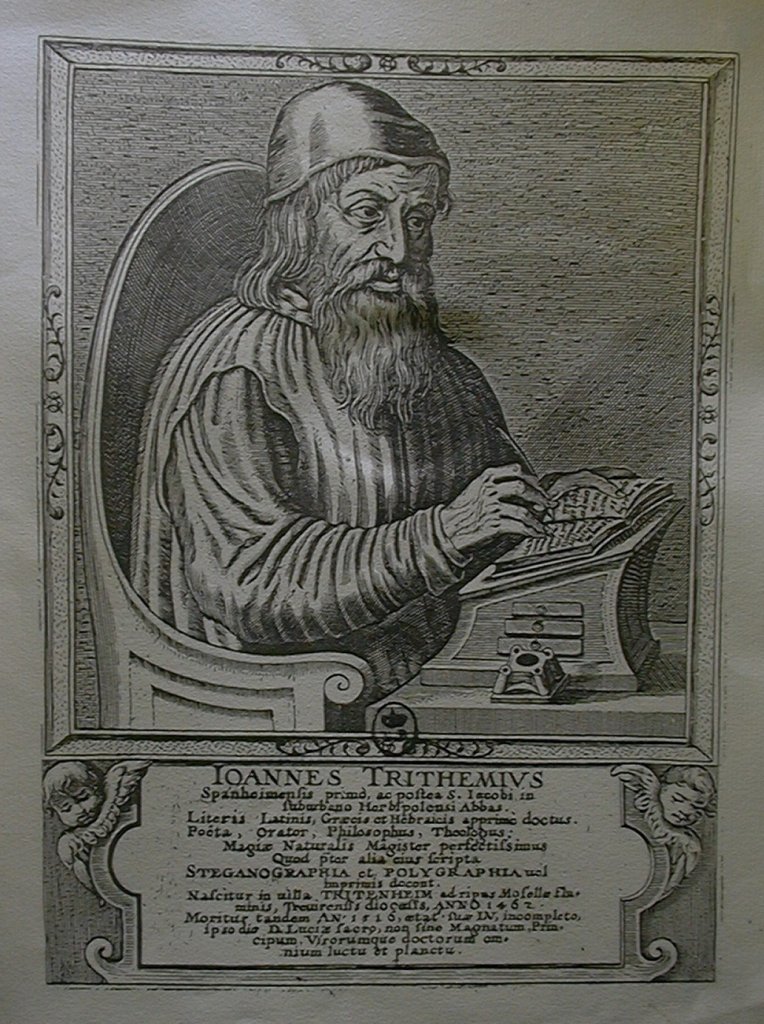 IOANNES TRITHEMIVS
Spanheimensis primò, ac postea S. Iacobi in
suburbano Herbipolensi Abbas.
Literis Latinis, Græcis et Hebraicis apprimè doctus.
Poëta, Orator, Philosophus, Theologus;
Magiæ Naturalis Magister perfectissimus
Quod pter alia eius scripta
STEGANOGRAPHIA et POLYGRAPHIA uel
imprimis docent.
Nascitur in uilla TRITENHEIM ad ripas Mosellæ flu-
minis, Treuirensis diœcesis, ANNO 1462.
Moritur tandem AN. 1516, ætat. suæ LV, incompleto,
ipso die D. Luciæ sacro, non sine Magnatum, Prin-
cipum, Virorumque doctorum om-
nium luctu et planctu.